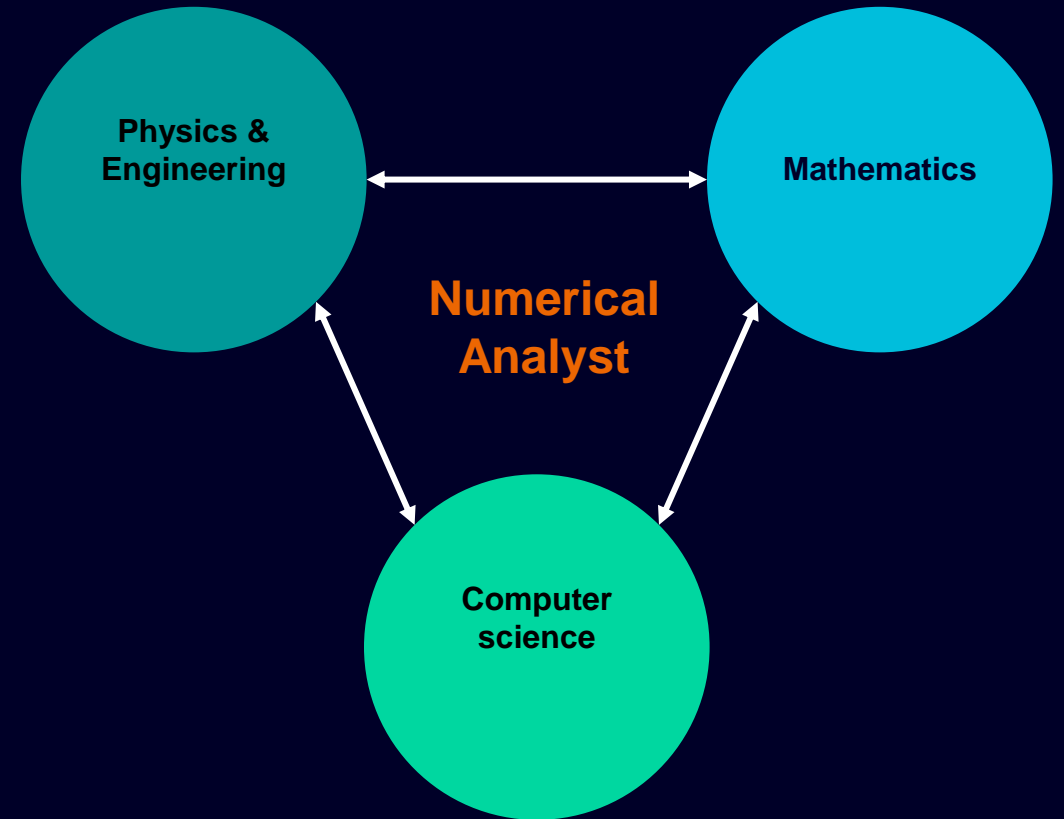 Physics &
Engineering
Mathematics
Numerical
Analyst
Computer
science